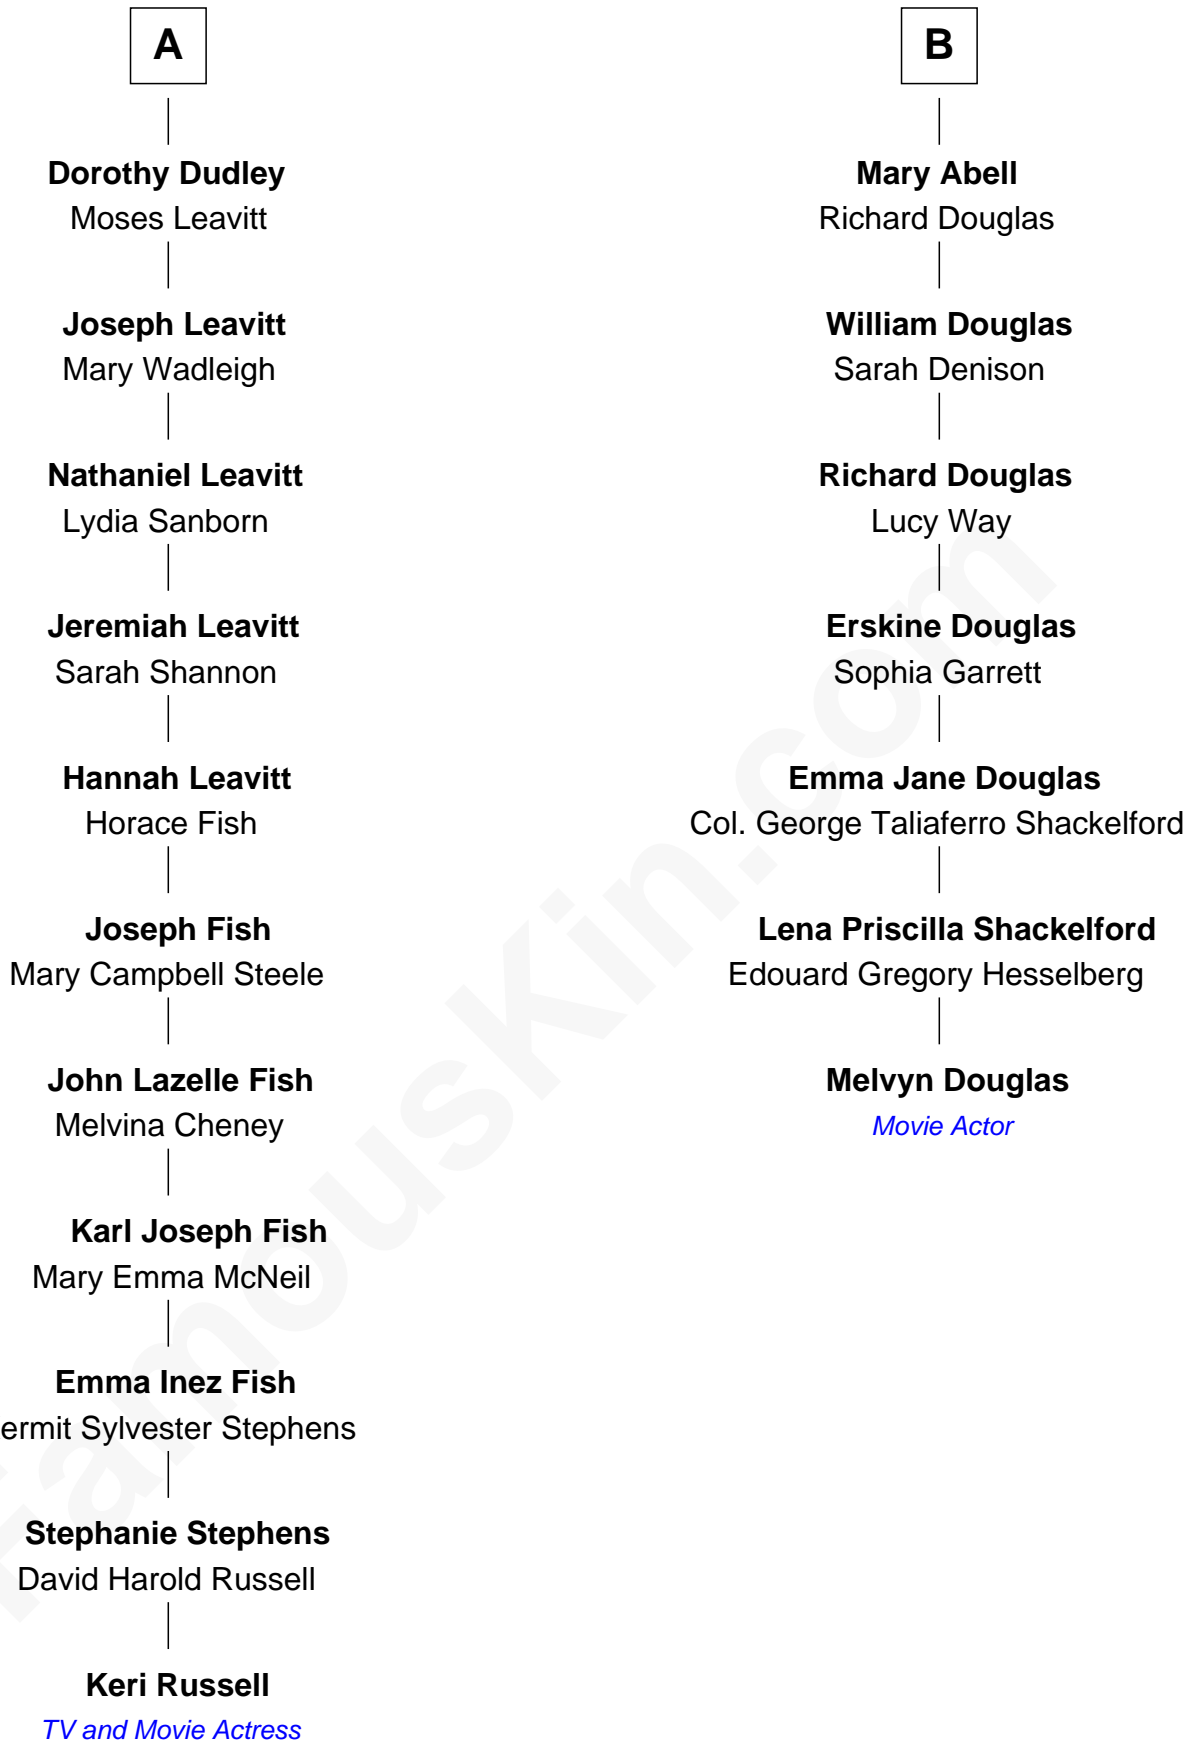 A
Dorothy Dudley
Moses Leavitt
Joseph Leavitt
Mary Wadleigh
Nathaniel Leavitt
Lydia Sanborn
Jeremiah Leavitt
Sarah Shannon
Hannah Leavitt
Horace Fish
Joseph Fish
Mary Campbell Steele
John Lazelle Fish
Melvina Cheney
Karl Joseph Fish
Mary Emma McNeil
Emma Inez Fish
ermit Sylvester Stephens
Stephanie Stephens
David Harold Russell
Keri Russell
TV and Movie Actress
B
Mary Abell
Richard Douglas
William Douglas
Sarah Denison
Richard Douglas
Lucy Way
Erskine Douglas
Sophia Garrett
Emma Jane Douglas
Col. George Taliaferro Shackelford
Lena Priscilla Shackelford
Edouard Gregory Hesselberg
Melvyn Douglas
Movie Actor
FamousKin.com